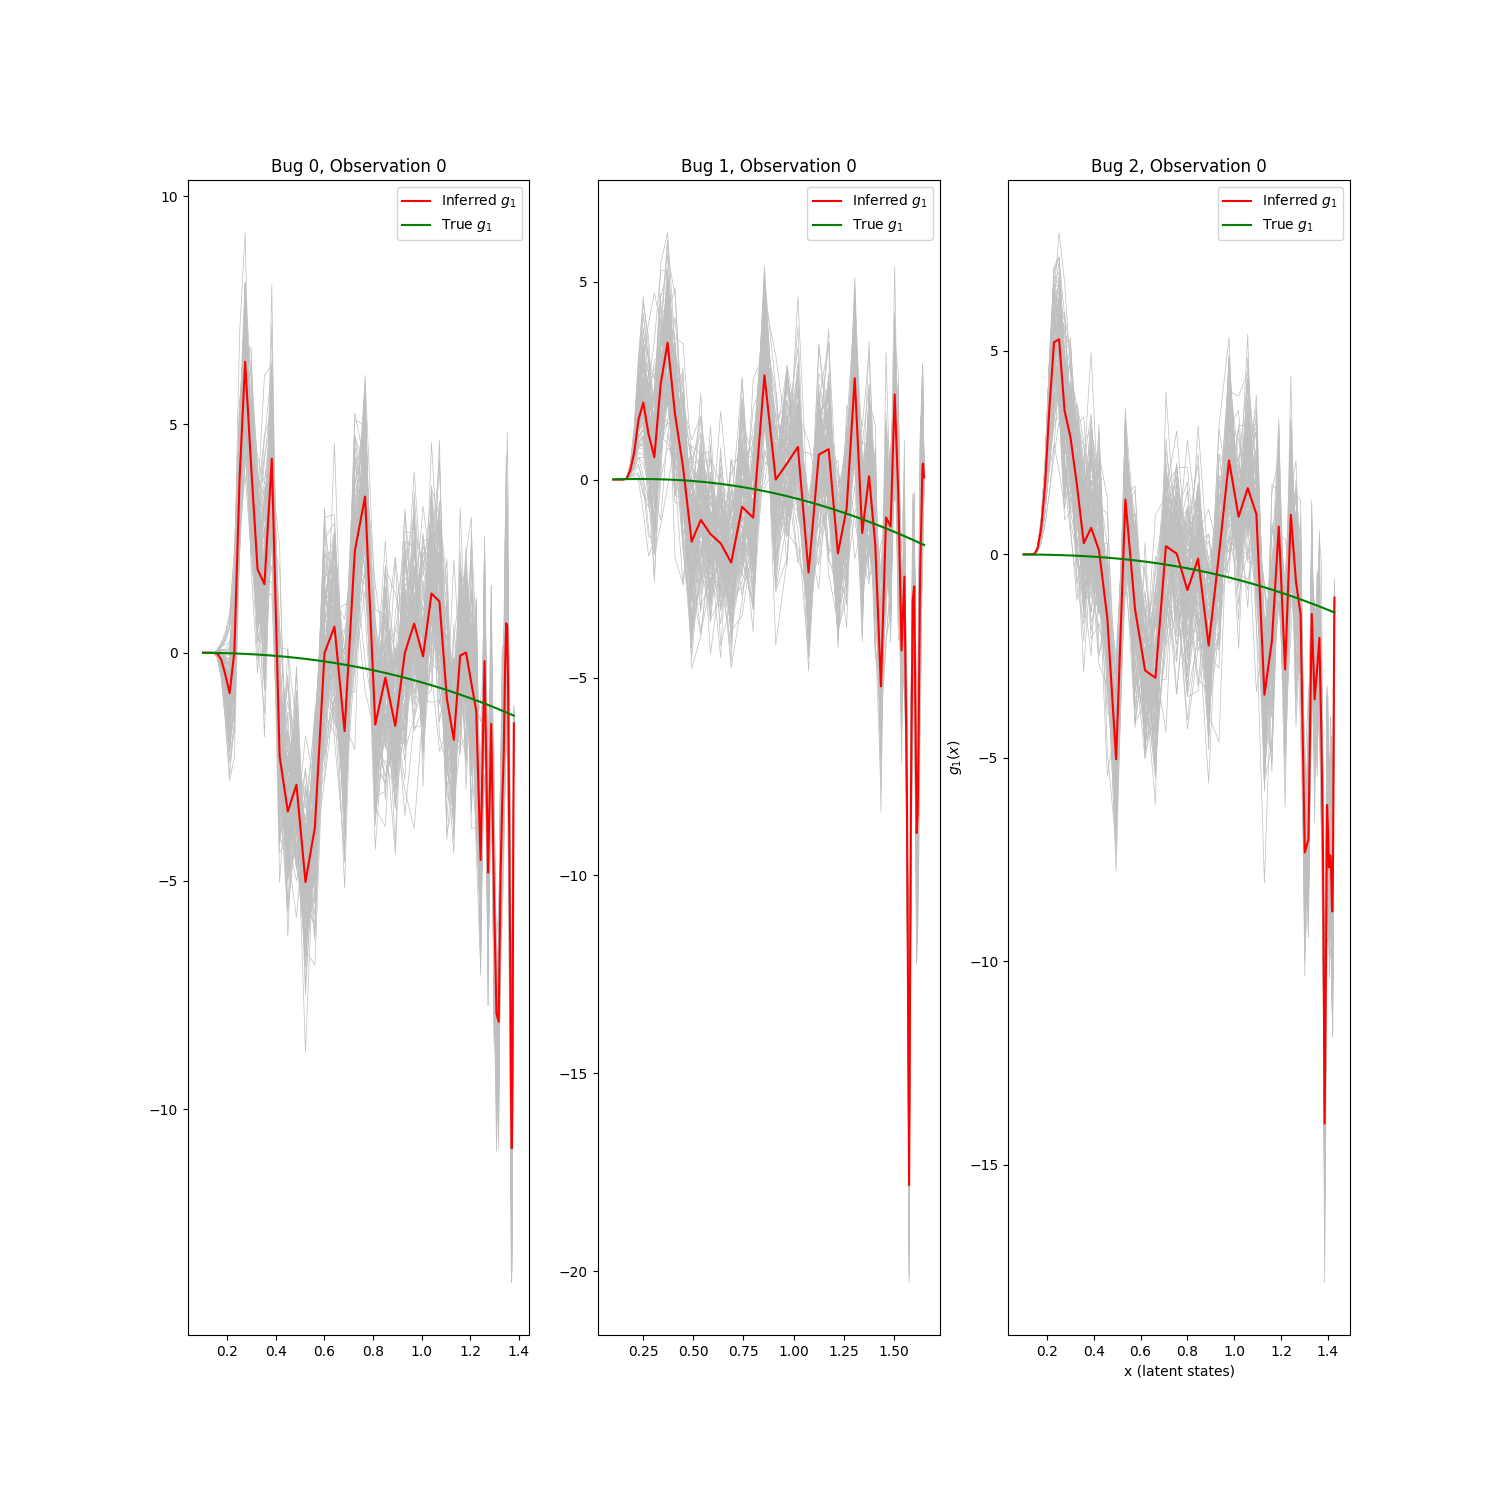 Bug 0, Observation 0
Inferred g₁
True g₁
10
5
0
−5
−10
0.2 0.4 0.6 0.8 1.0 1.2 1.4
Bug 1, Observation 0
Inferred g₁
True g₁
5
0
−5
−10
−15
−20
0.25 0.50 0.75 1.00 1.25 1.50
Bug 2, Observation 0
Inferred g₁
True g₁
g₁(x)
5
0
−5
−10
−15
0.2 0.4 0.6 0.8 1.0 1.2 1.4
x (latent states)